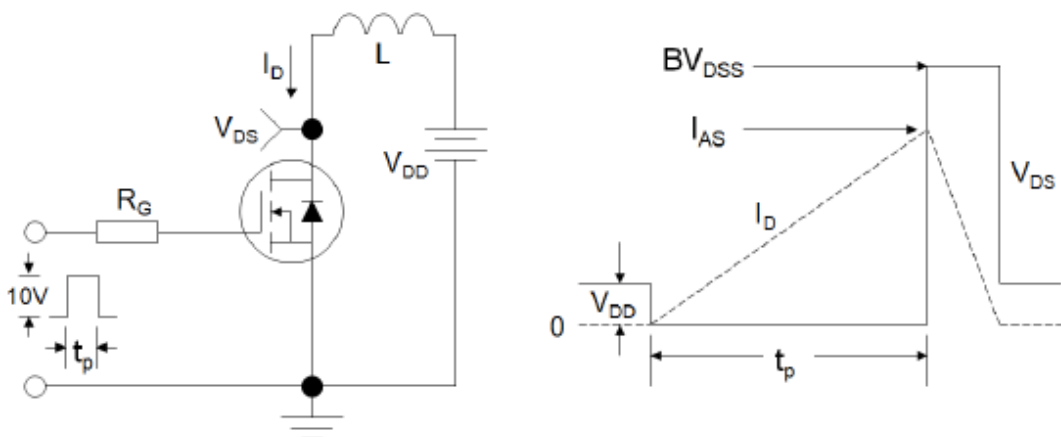 L
I_D
V_DS
V_DD
R_G
10V
t_p
BV_DSS
I_AS
V_DS
I_D
V_DD
0
t_p